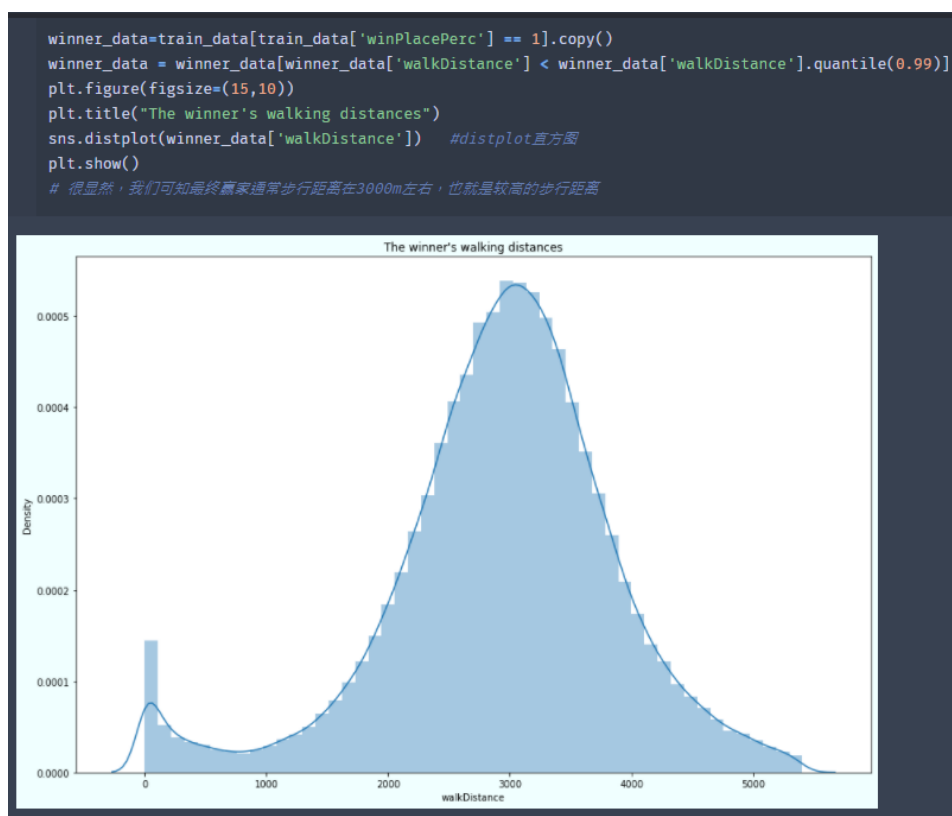 winner_data=train_data[train_data['winPlacePerc'] == 1].copy()
winner_data = winner_data[winner_data['walkDistance'] < winner_data['walkDistance'].quantile(0.99)]
plt.figure(figsize=(15,10))
plt.title("The winner's walking distances")
sns.distplot(winner_data['walkDistance'])   #distplot直方图
plt.show()
# 很显然，我们可知最终赢家通常步行距离在3000m左右，也就是较高的步行距离
The winner's walking distances
0.0005
0.0004
0.0003
0.0002
0.0001
0.0000
Density
0 1000 2000 3000 4000 5000
walkDistance